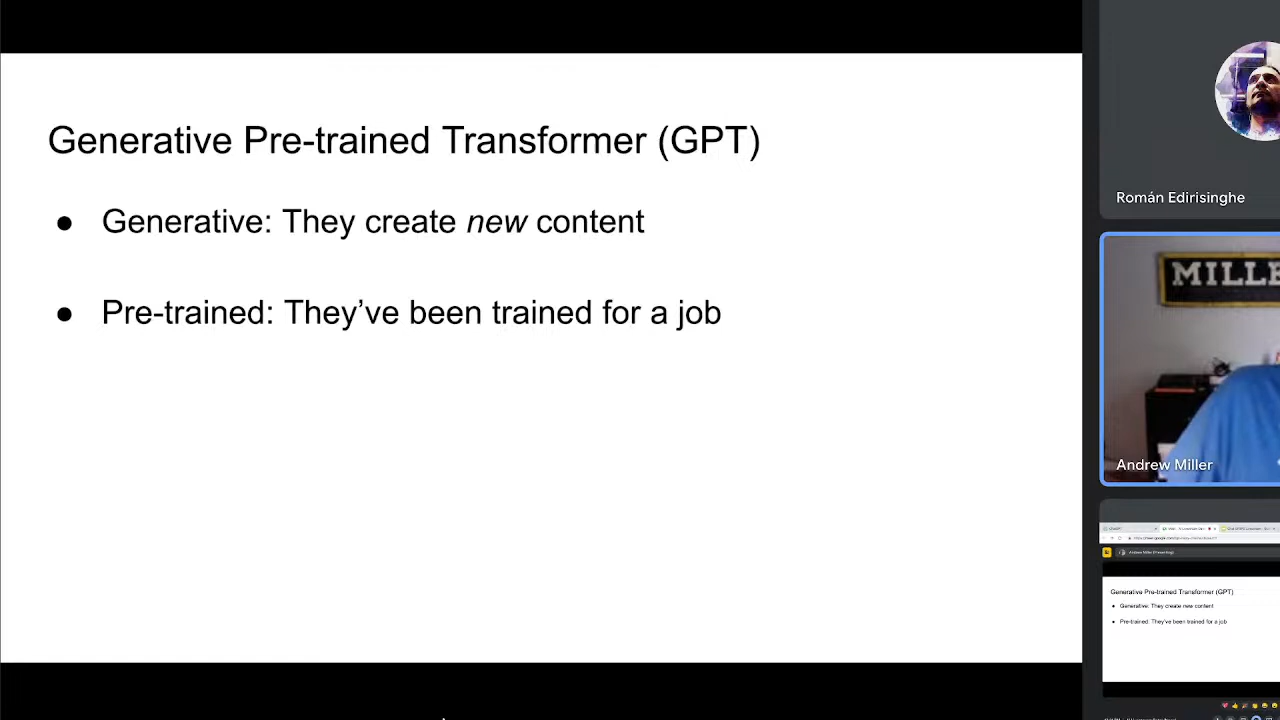 Generative Pre-trained Transformer (GPT)
● Generative: They create new content
● Pre-trained: They’ve been trained for a job
Román Edirisinghe
MILLE
Andrew Miller
Generative Pre-trained Transformer (GPT)
● Generative: They create new content
● Pre-trained: They’ve been trained for a job